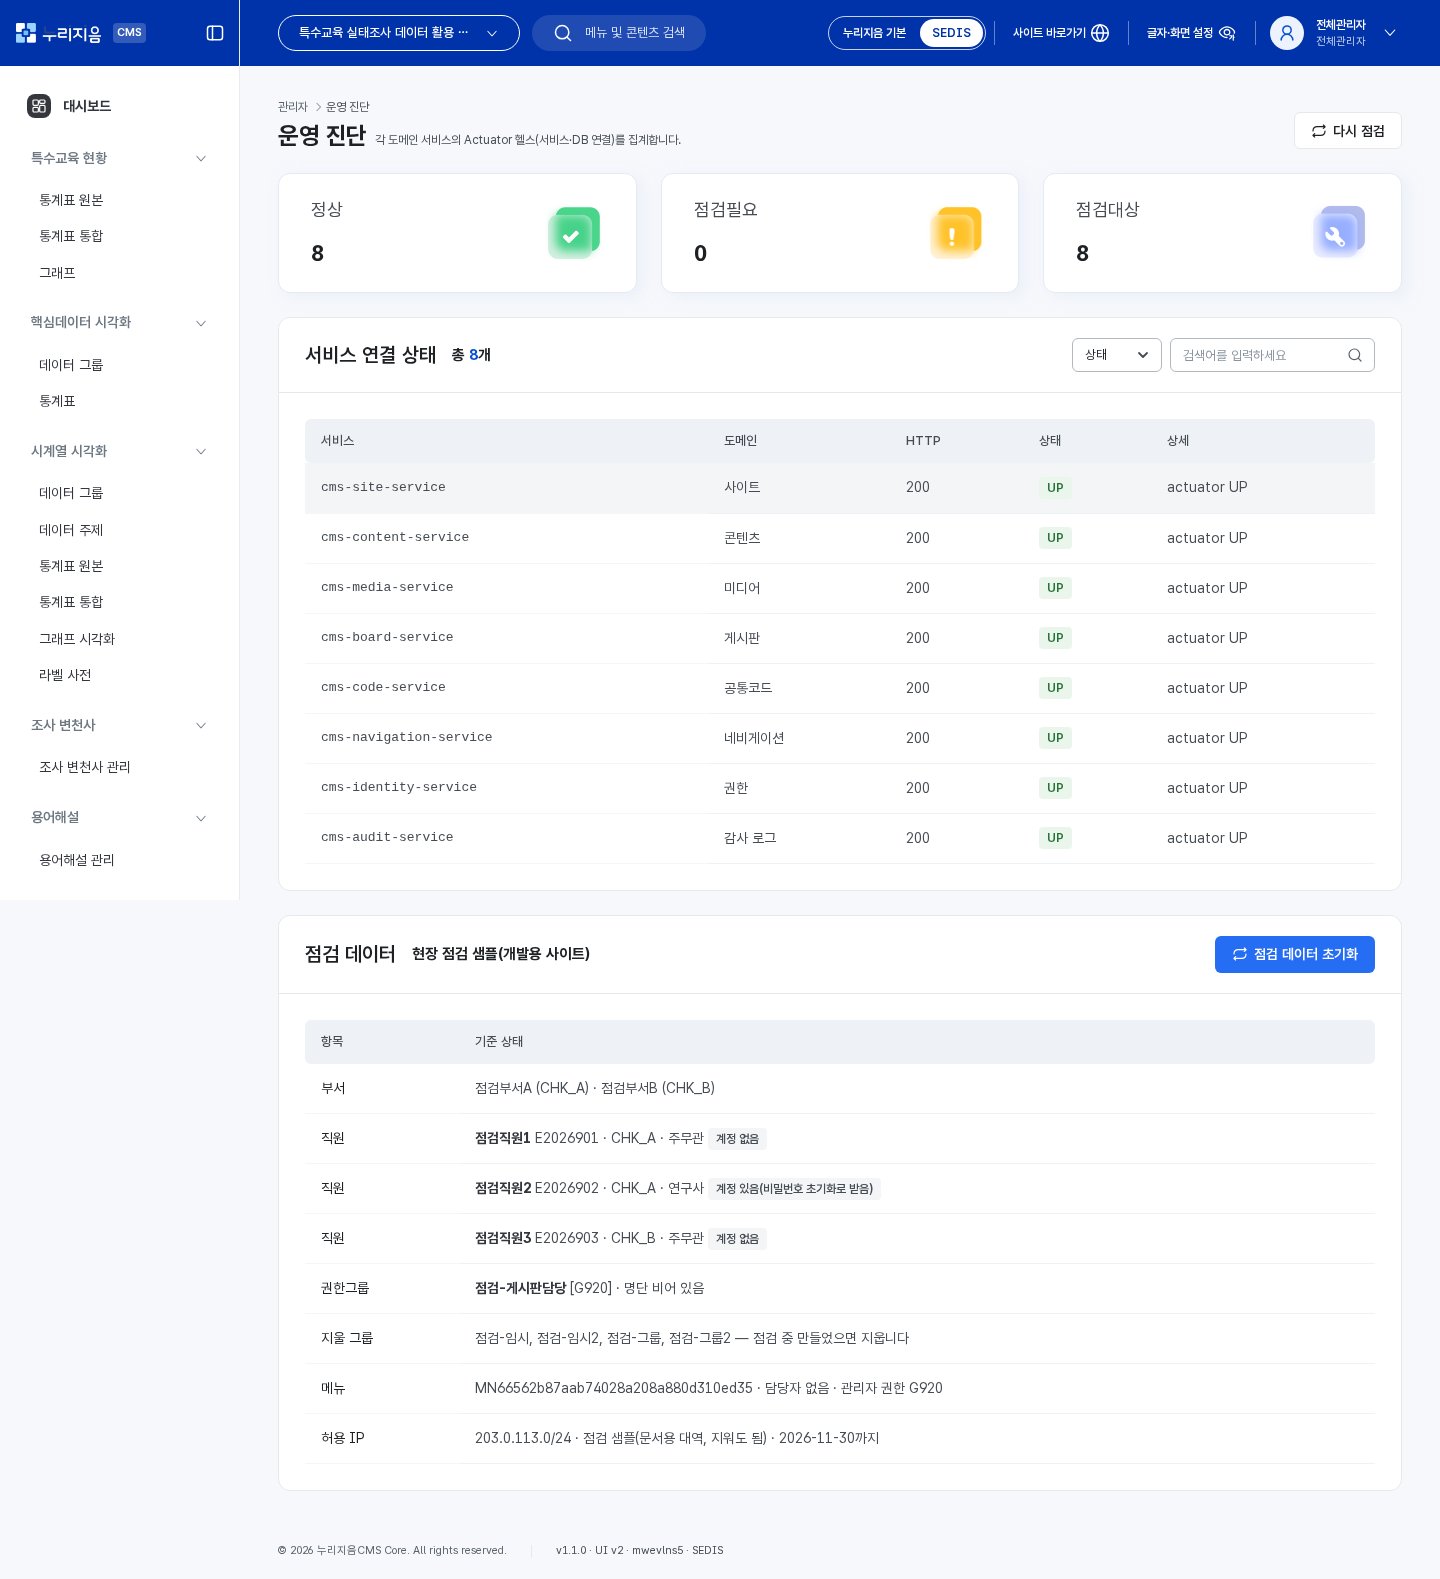 누리지음 CMS
특수교육 실태조사 데이터 활용 ···
메뉴 및 콘텐츠 검색
누리지음 기본 SEDIS
사이트 바로가기
글자·화면 설정
전체관리자
전체관리자
대시보드
특수교육 현황
통계표 원본
통계표 통합
그래프
핵심데이터 시각화
데이터 그룹
통계표
시계열 시각화
데이터 그룹
데이터 주제
통계표 원본
통계표 통합
그래프 시각화
라벨 사전
조사 변천사
조사 변천사 관리
용어해설
용어해설 관리
관리자 > 운영 진단
운영 진단 각 도메인 서비스의 Actuator 헬스(서비스·DB 연결)를 집계합니다.
다시 점검
정상
8
점검필요
0
점검대상
8
서비스 연결 상태 총 8개
상태
검색어를 입력하세요
서비스 도메인 HTTP 상태 상세
cms-site-service 사이트 200 UP actuator UP
cms-content-service 콘텐츠 200 UP actuator UP
cms-media-service 미디어 200 UP actuator UP
cms-board-service 게시판 200 UP actuator UP
cms-code-service 공통코드 200 UP actuator UP
cms-navigation-service 네비게이션 200 UP actuator UP
cms-identity-service 권한 200 UP actuator UP
cms-audit-service 감사 로그 200 UP actuator UP
점검 데이터 현장 점검 샘플(개발용 사이트)
점검 데이터 초기화
항목 기준 상태
부서 점검부서A (CHK_A) · 점검부서B (CHK_B)
직원 점검직원1 E2026901 · CHK_A · 주무관 계정 없음
직원 점검직원2 E2026902 · CHK_A · 연구사 계정 있음(비밀번호 초기화로 받음)
직원 점검직원3 E2026903 · CHK_B · 주무관 계정 없음
권한그룹 점검-게시판담당 [G920] · 명단 비어 있음
지울 그룹 점검-임시, 점검-임시2, 점검-그룹, 점검-그룹2 — 점검 중 만들었으면 지웁니다
메뉴 MN66562b87aab74028a208a880d310ed35 · 담당자 없음 · 관리자 권한 G920
허용 IP 203.0.113.0/24 · 점검 샘플(문서용 대역, 지워도 됨) · 2026-11-30까지
© 2026 누리지음CMS Core. All rights reserved.
v1.1.0 · UI v2 · mwevlns5 · SEDIS